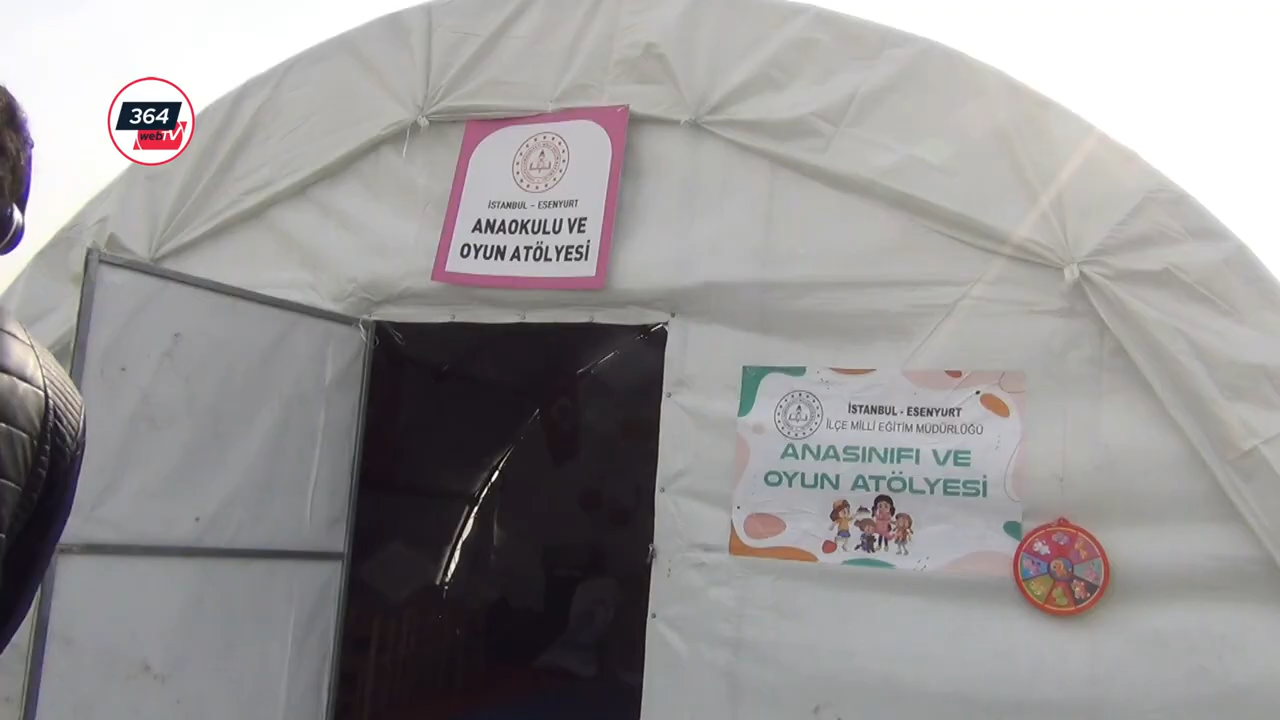 364
webTV
İSTANBUL - ESENYURT
ANAOKULU VE
OYUN ATÖLYESİ
İSTANBUL - ESENYURT
İLÇE MİLLİ EĞİTİM MÜDÜRLÜĞÜ
ANASINIFI VE
OYUN ATÖLYESİ